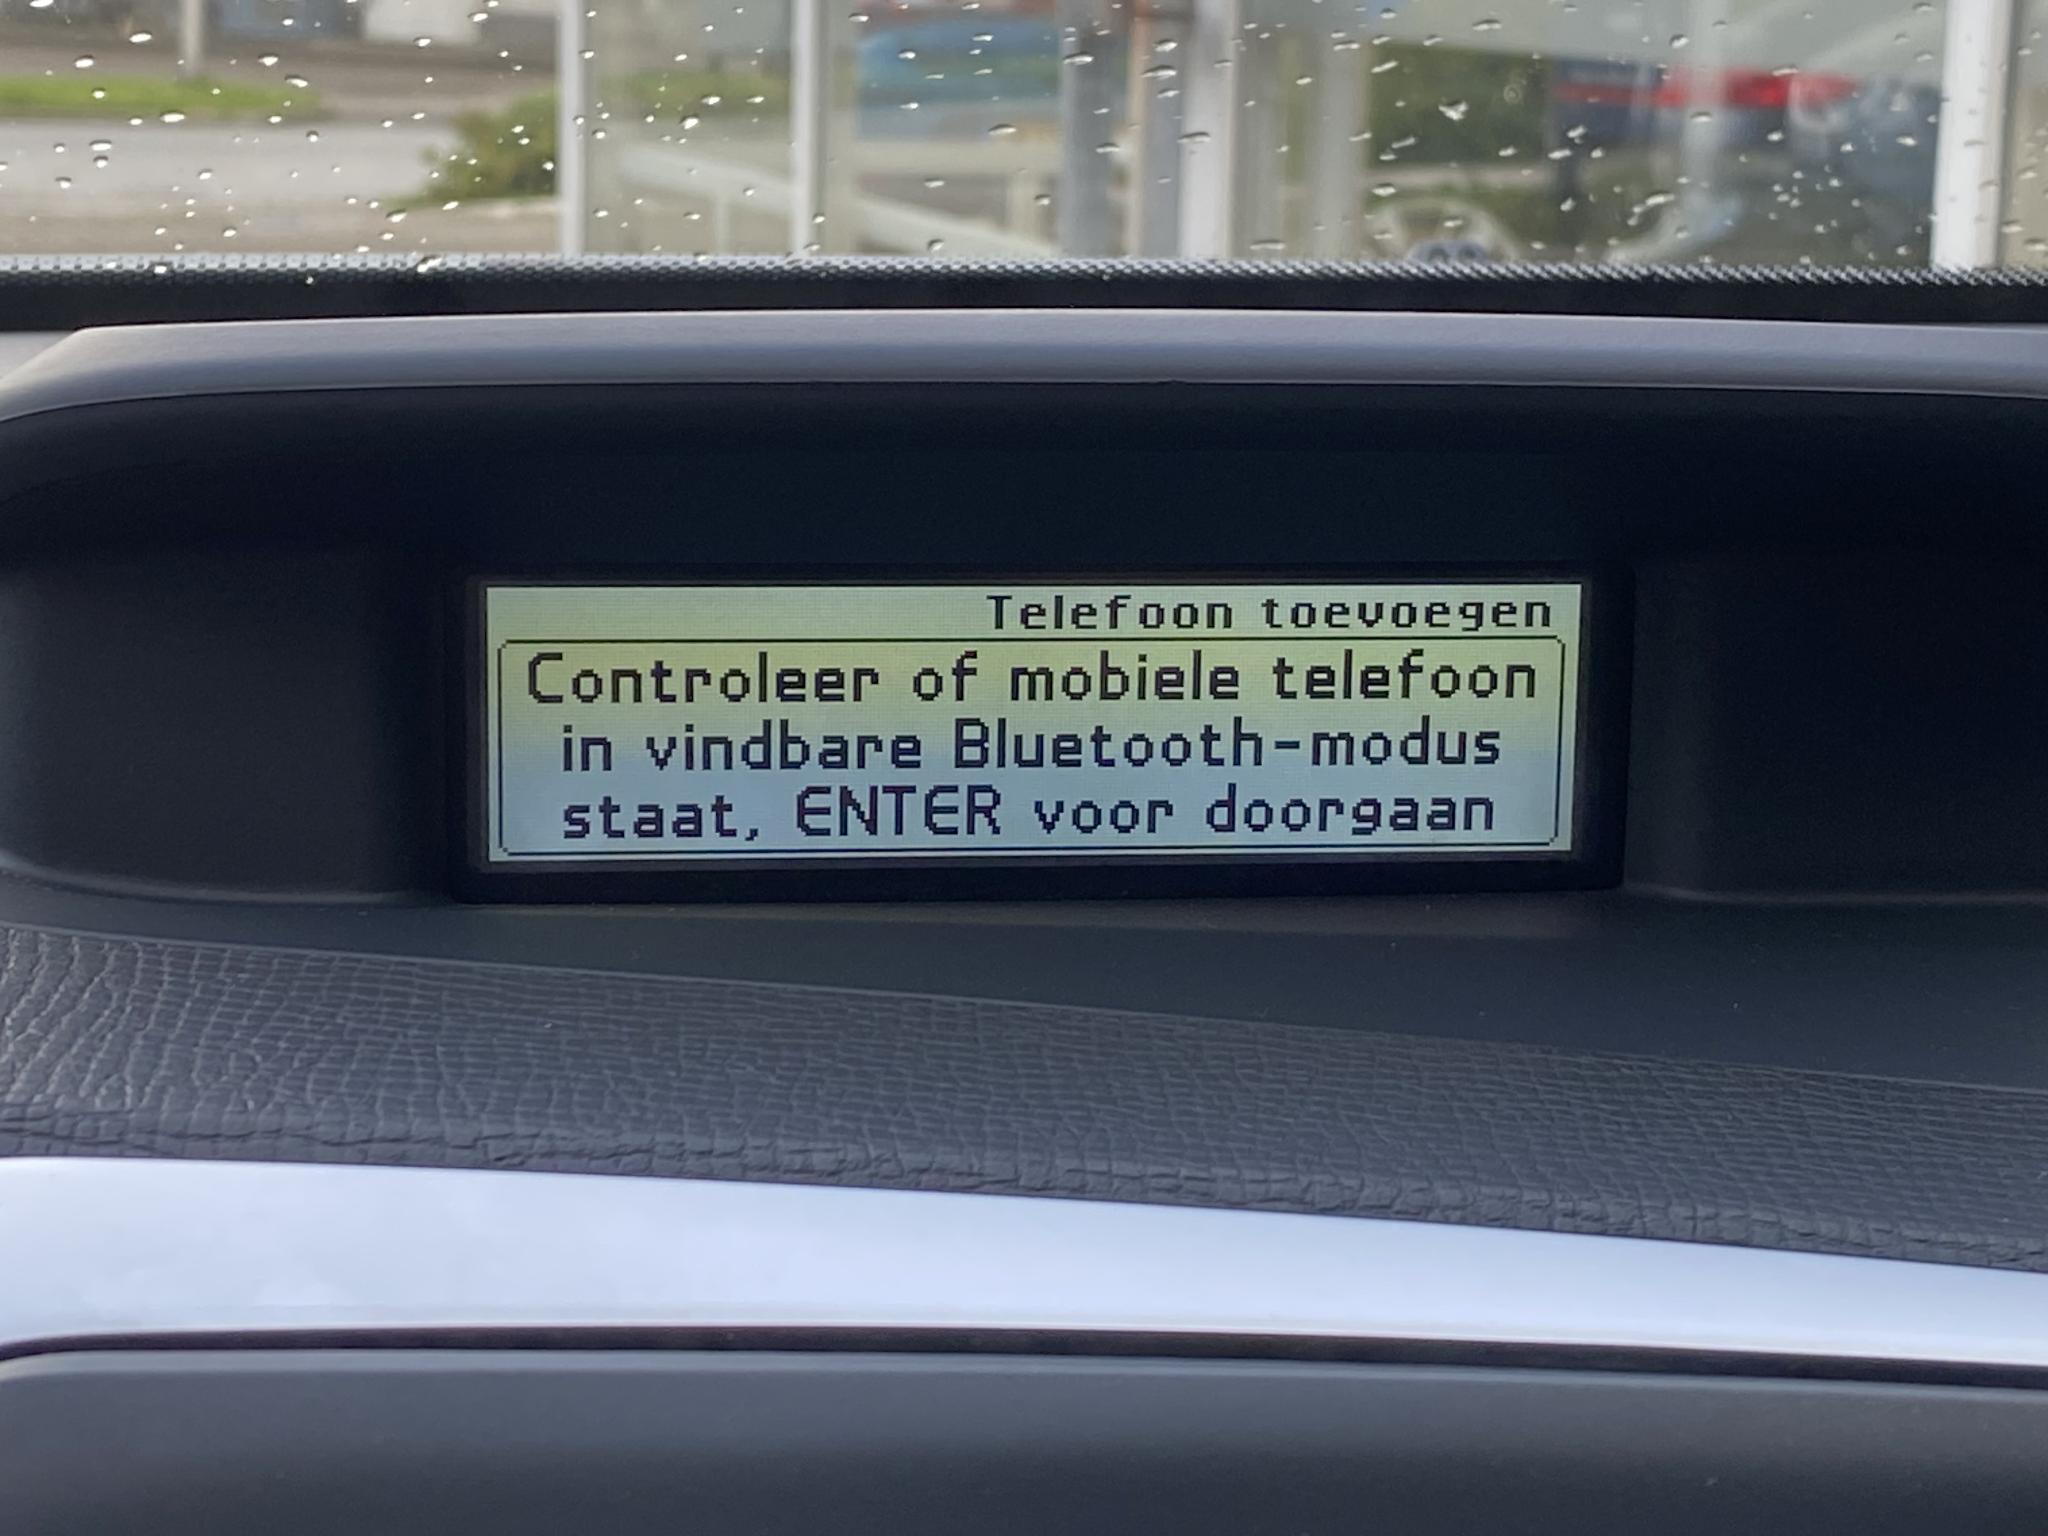 Telefoon toevoegen
Controleer of mobiele telefoon
in vindbare Bluetooth-modus
staat, ENTER voor doorgaan